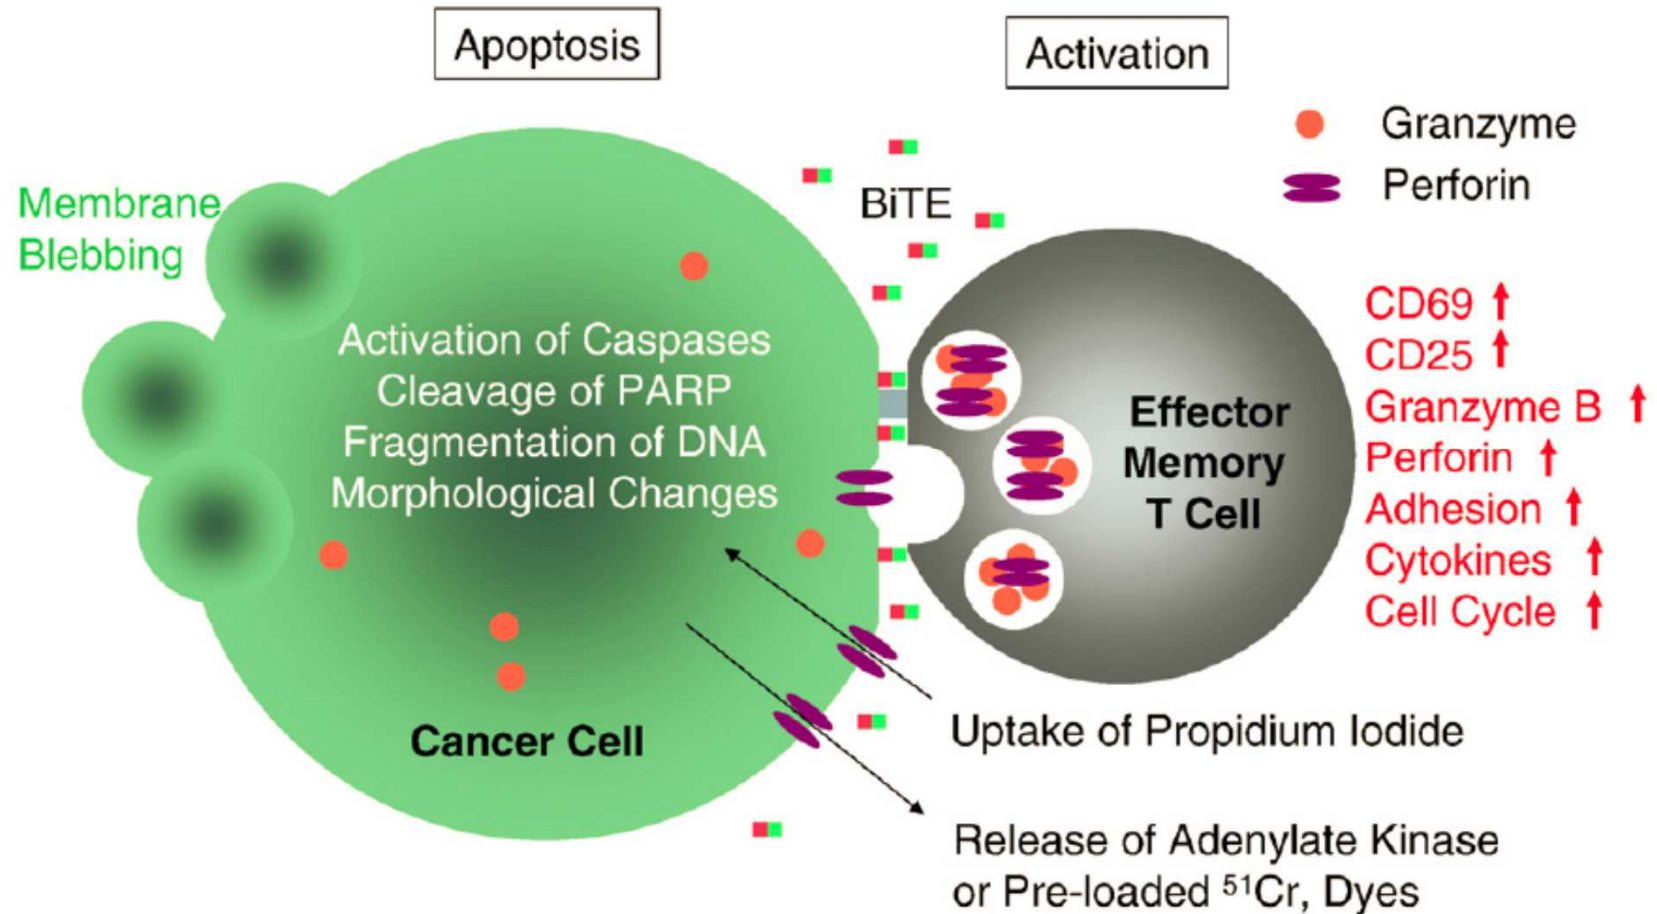 Apoptosis
Activation
Granzyme
Perforin
Membrane
Blebbing
BiTE
Activation of Caspases
Cleavage of PARP
Fragmentation of DNA
Morphological Changes
Cancer Cell
Effector
Memory
T Cell
CD69 ↑
CD25 ↑
Granzyme B ↑
Perforin ↑
Adhesion ↑
Cytokines ↑
Cell Cycle ↑
Uptake of Propidium Iodide
Release of Adenylate Kinase
or Pre-loaded ⁵¹Cr, Dyes